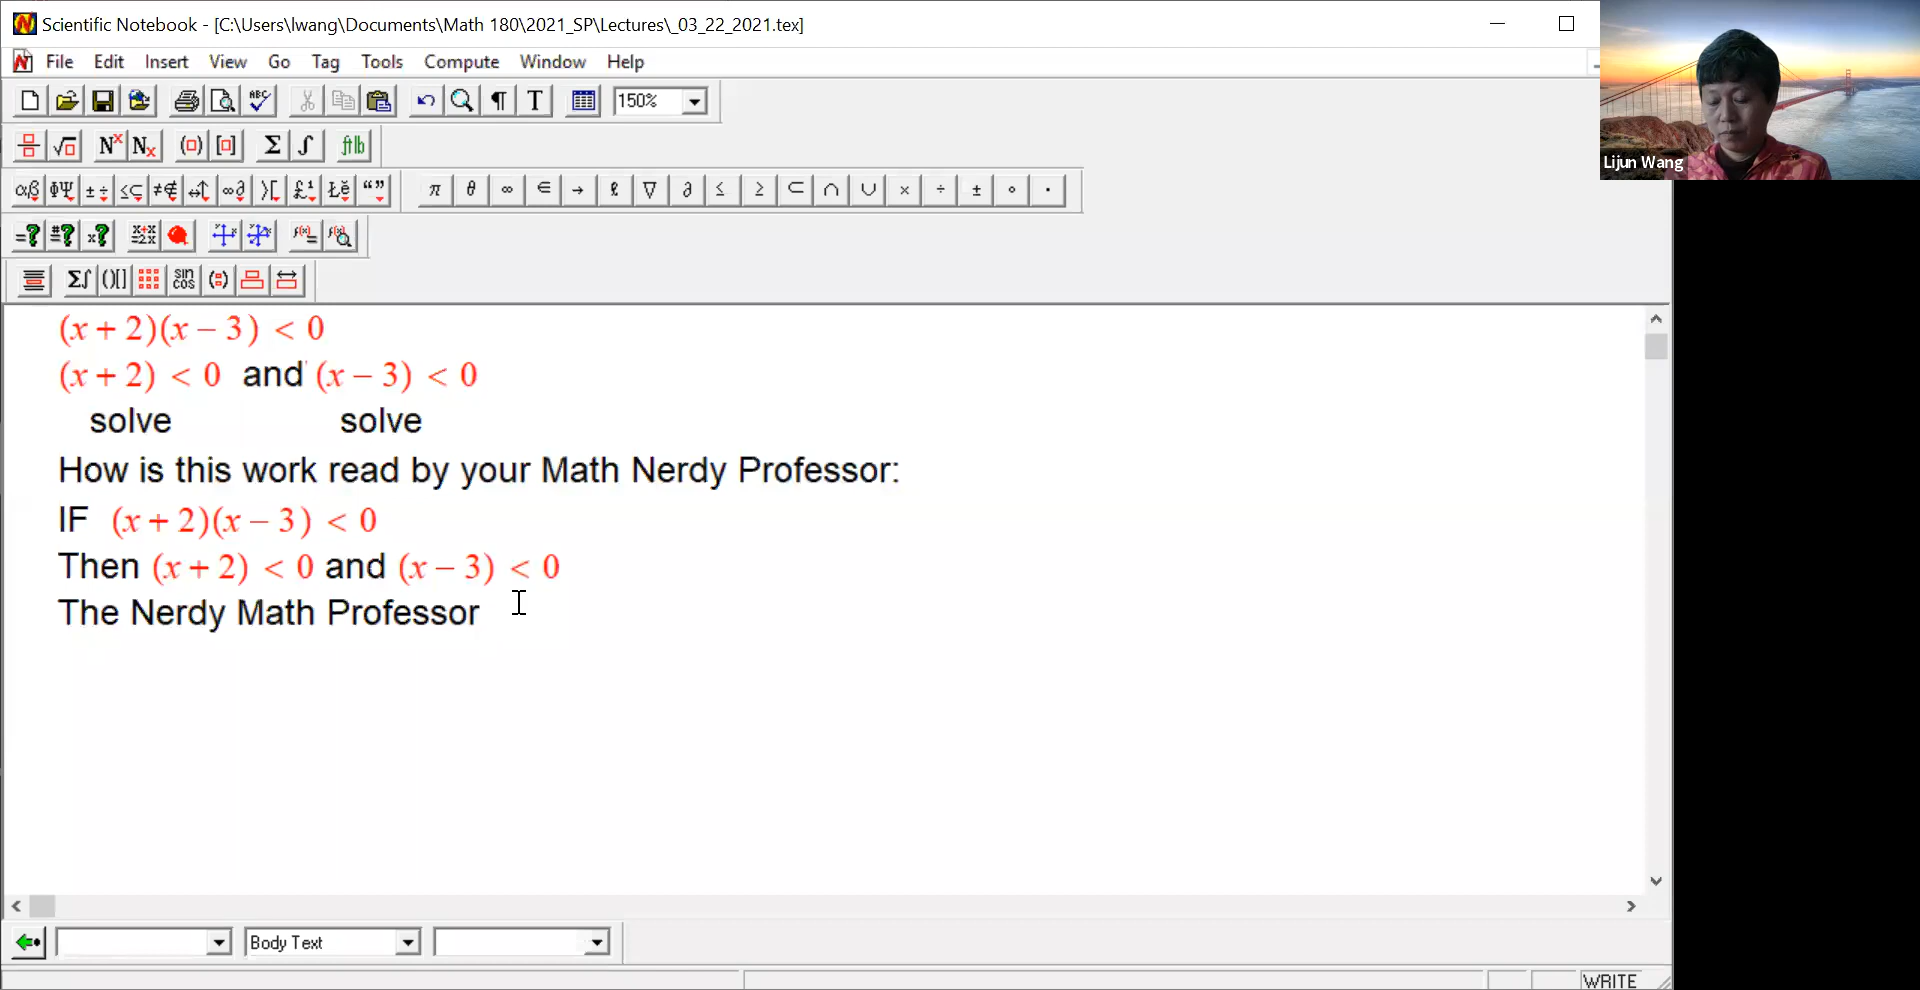 Scientific Notebook - [C:\Users\lwang\Documents\Math 180\2021_SP\Lectures\_03_22_2021.tex]
File Edit Insert View Go Tag Tools Compute Window Help
Lijun Wang
150%
(x + 2)(x − 3) < 0
(x + 2) < 0 and (x − 3) < 0
solve solve
How is this work read by your Math Nerdy Professor:
IF (x + 2)(x − 3) < 0
Then (x + 2) < 0 and (x − 3) < 0
The Nerdy Math Professor
Body Text
WRITE